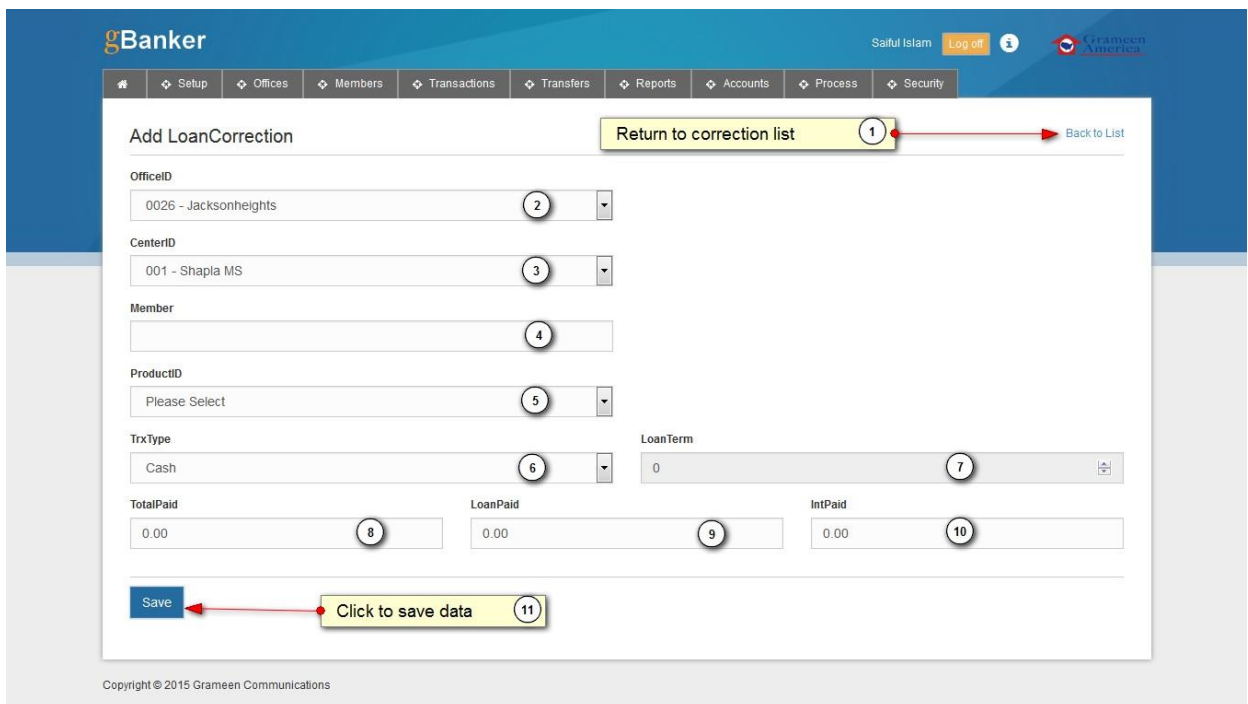 gBanker
Saiful Islam Log off i Grameen America
Setup Offices Members Transactions Transfers Reports Accounts Process Security
Add LoanCorrection
Return to correction list 1
Back to List
OfficeID
0026 - Jacksonheights 2
CenterID
001 - Shapla MS 3
Member
4
ProductID
Please Select 5
TrxType LoanTerm
Cash 6 0 7
TotalPaid LoanPaid IntPaid
0.00 8 0.00 9 0.00 10
Save
Click to save data 11
Copyright © 2015 Grameen Communications